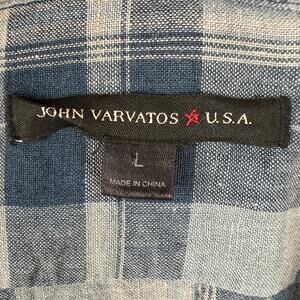 JOHN VARVATOS ★ U.S.A.
L
MADE IN CHINA